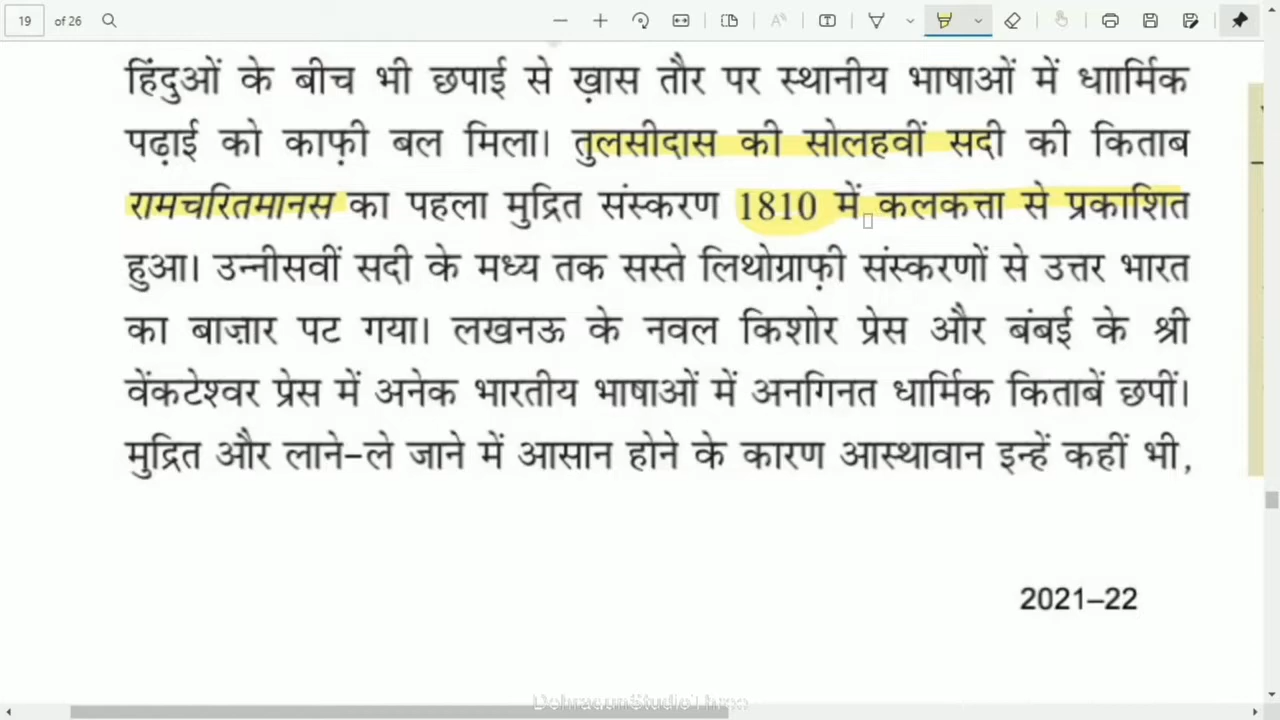 19 of 26
हिंदुओं के बीच भी छपाई से ख़ास तौर पर स्थानीय भाषाओं में धाार्मिक
पढ़ाई को काफ़ी बल मिला। तुलसीदास की सोलहवीं सदी की किताब
रामचरितमानस का पहला मुद्रित संस्करण 1810 में कलकत्ता से प्रकाशित
हुआ। उन्नीसवीं सदी के मध्य तक सस्ते लिथोग्राफ़ी संस्करणों से उत्तर भारत
का बाज़ार पट गया। लखनऊ के नवल किशोर प्रेस और बंबई के श्री
वेंकटेश्वर प्रेस में अनेक भारतीय भाषाओं में अनगिनत धार्मिक किताबें छपीं।
मुद्रित और लाने-ले जाने में आसान होने के कारण आस्थावान इन्हें कहीं भी,
2021–22